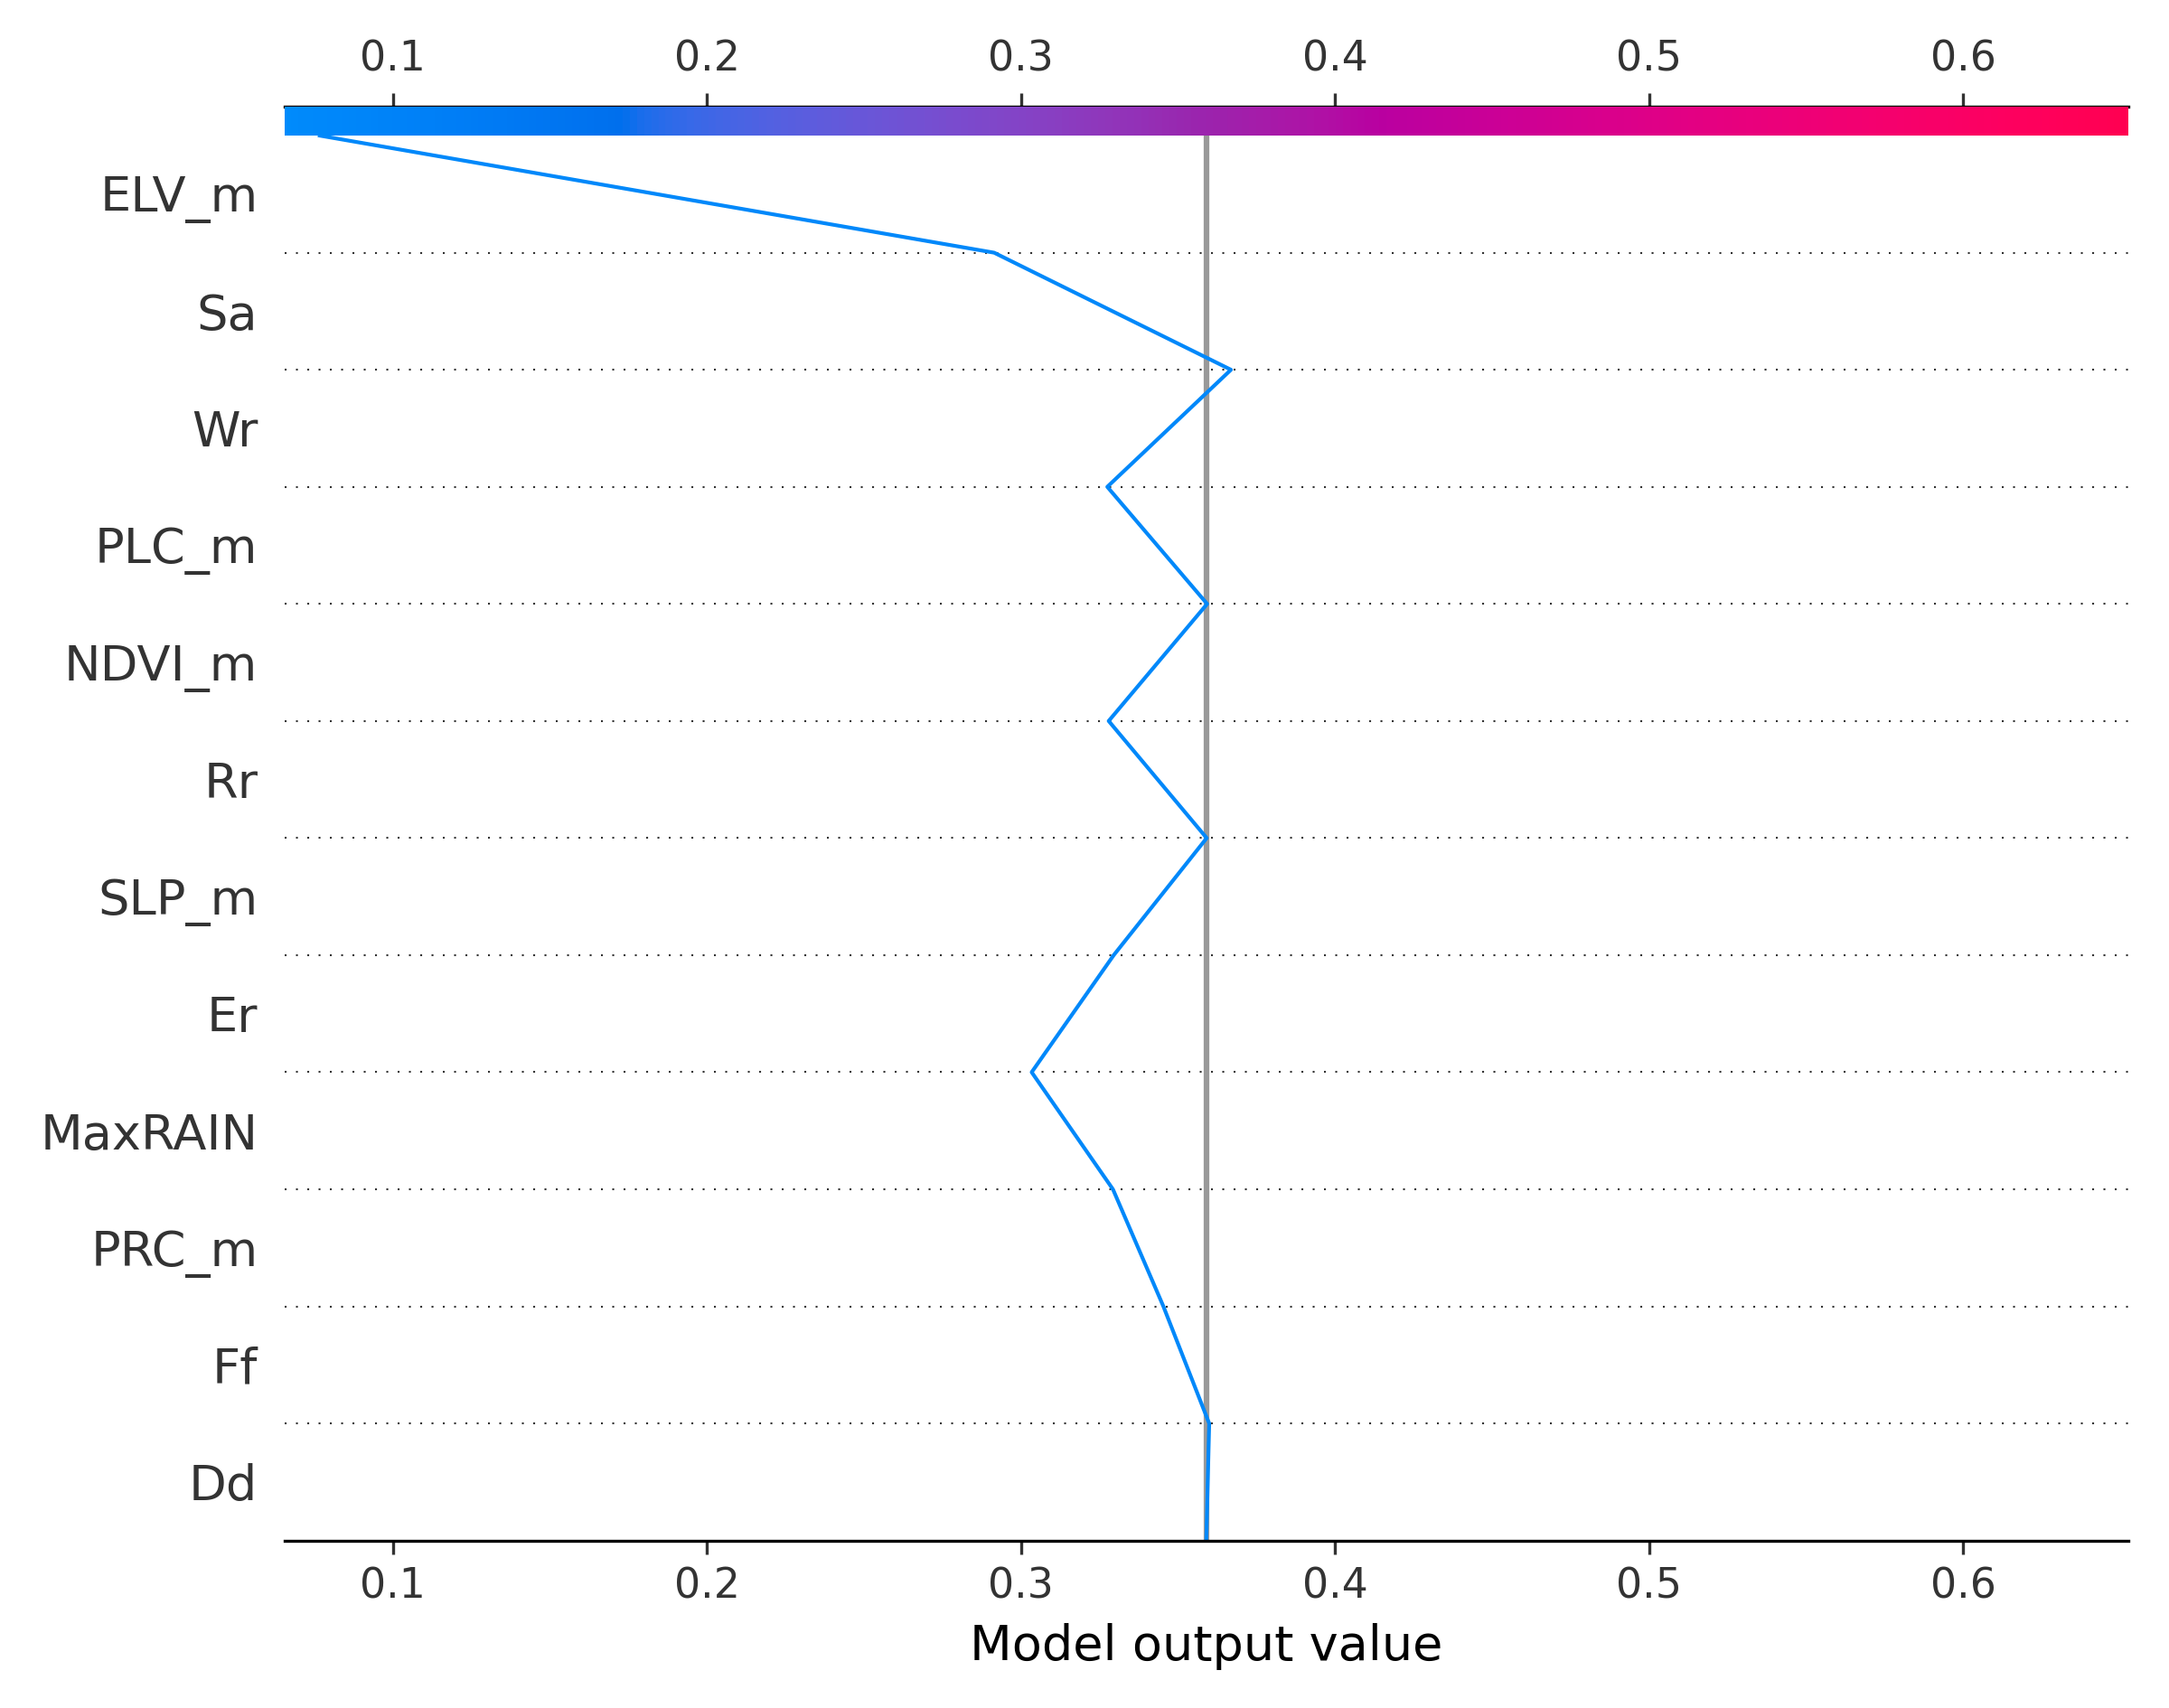 0.1 0.2 0.3 0.4 0.5 0.6
ELV_m
Sa
Wr
PLC_m
NDVI_m
Rr
SLP_m
Er
MaxRAIN
PRC_m
Ff
Dd
0.1 0.2 0.3 0.4 0.5 0.6
Model output value